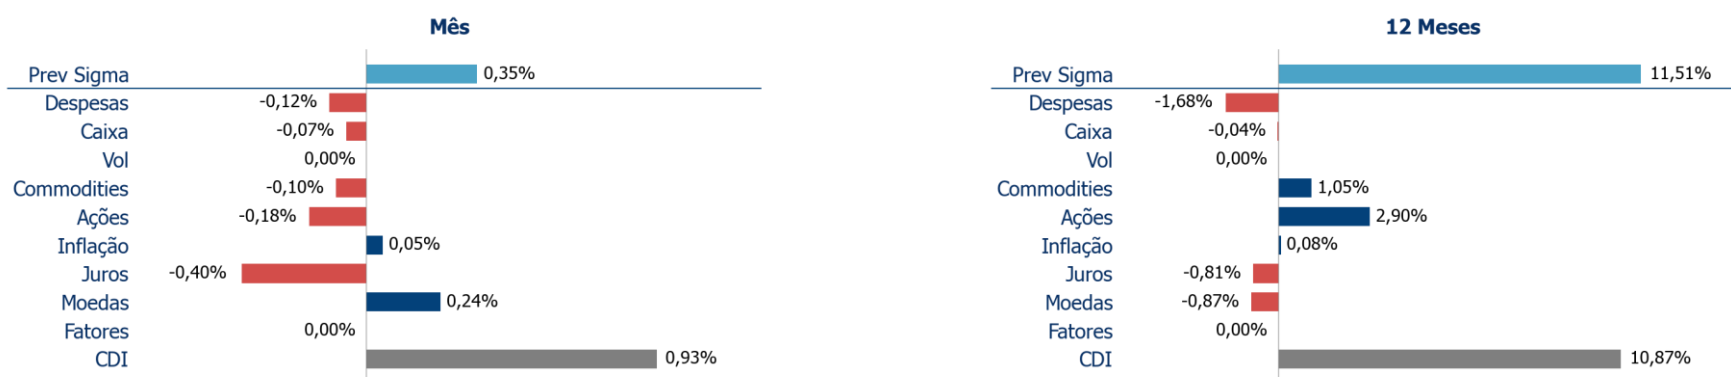 Mês
Prev Sigma 0,35%
Despesas -0,12%
Caixa -0,07%
Vol 0,00%
Commodities -0,10%
Ações -0,18%
Inflação 0,05%
Juros -0,40%
Moedas 0,24%
Fatores 0,00%
CDI 0,93%
12 Meses
Prev Sigma 11,51%
Despesas -1,68%
Caixa -0,04%
Vol 0,00%
Commodities 1,05%
Ações 2,90%
Inflação 0,08%
Juros -0,81%
Moedas -0,87%
Fatores 0,00%
CDI 10,87%